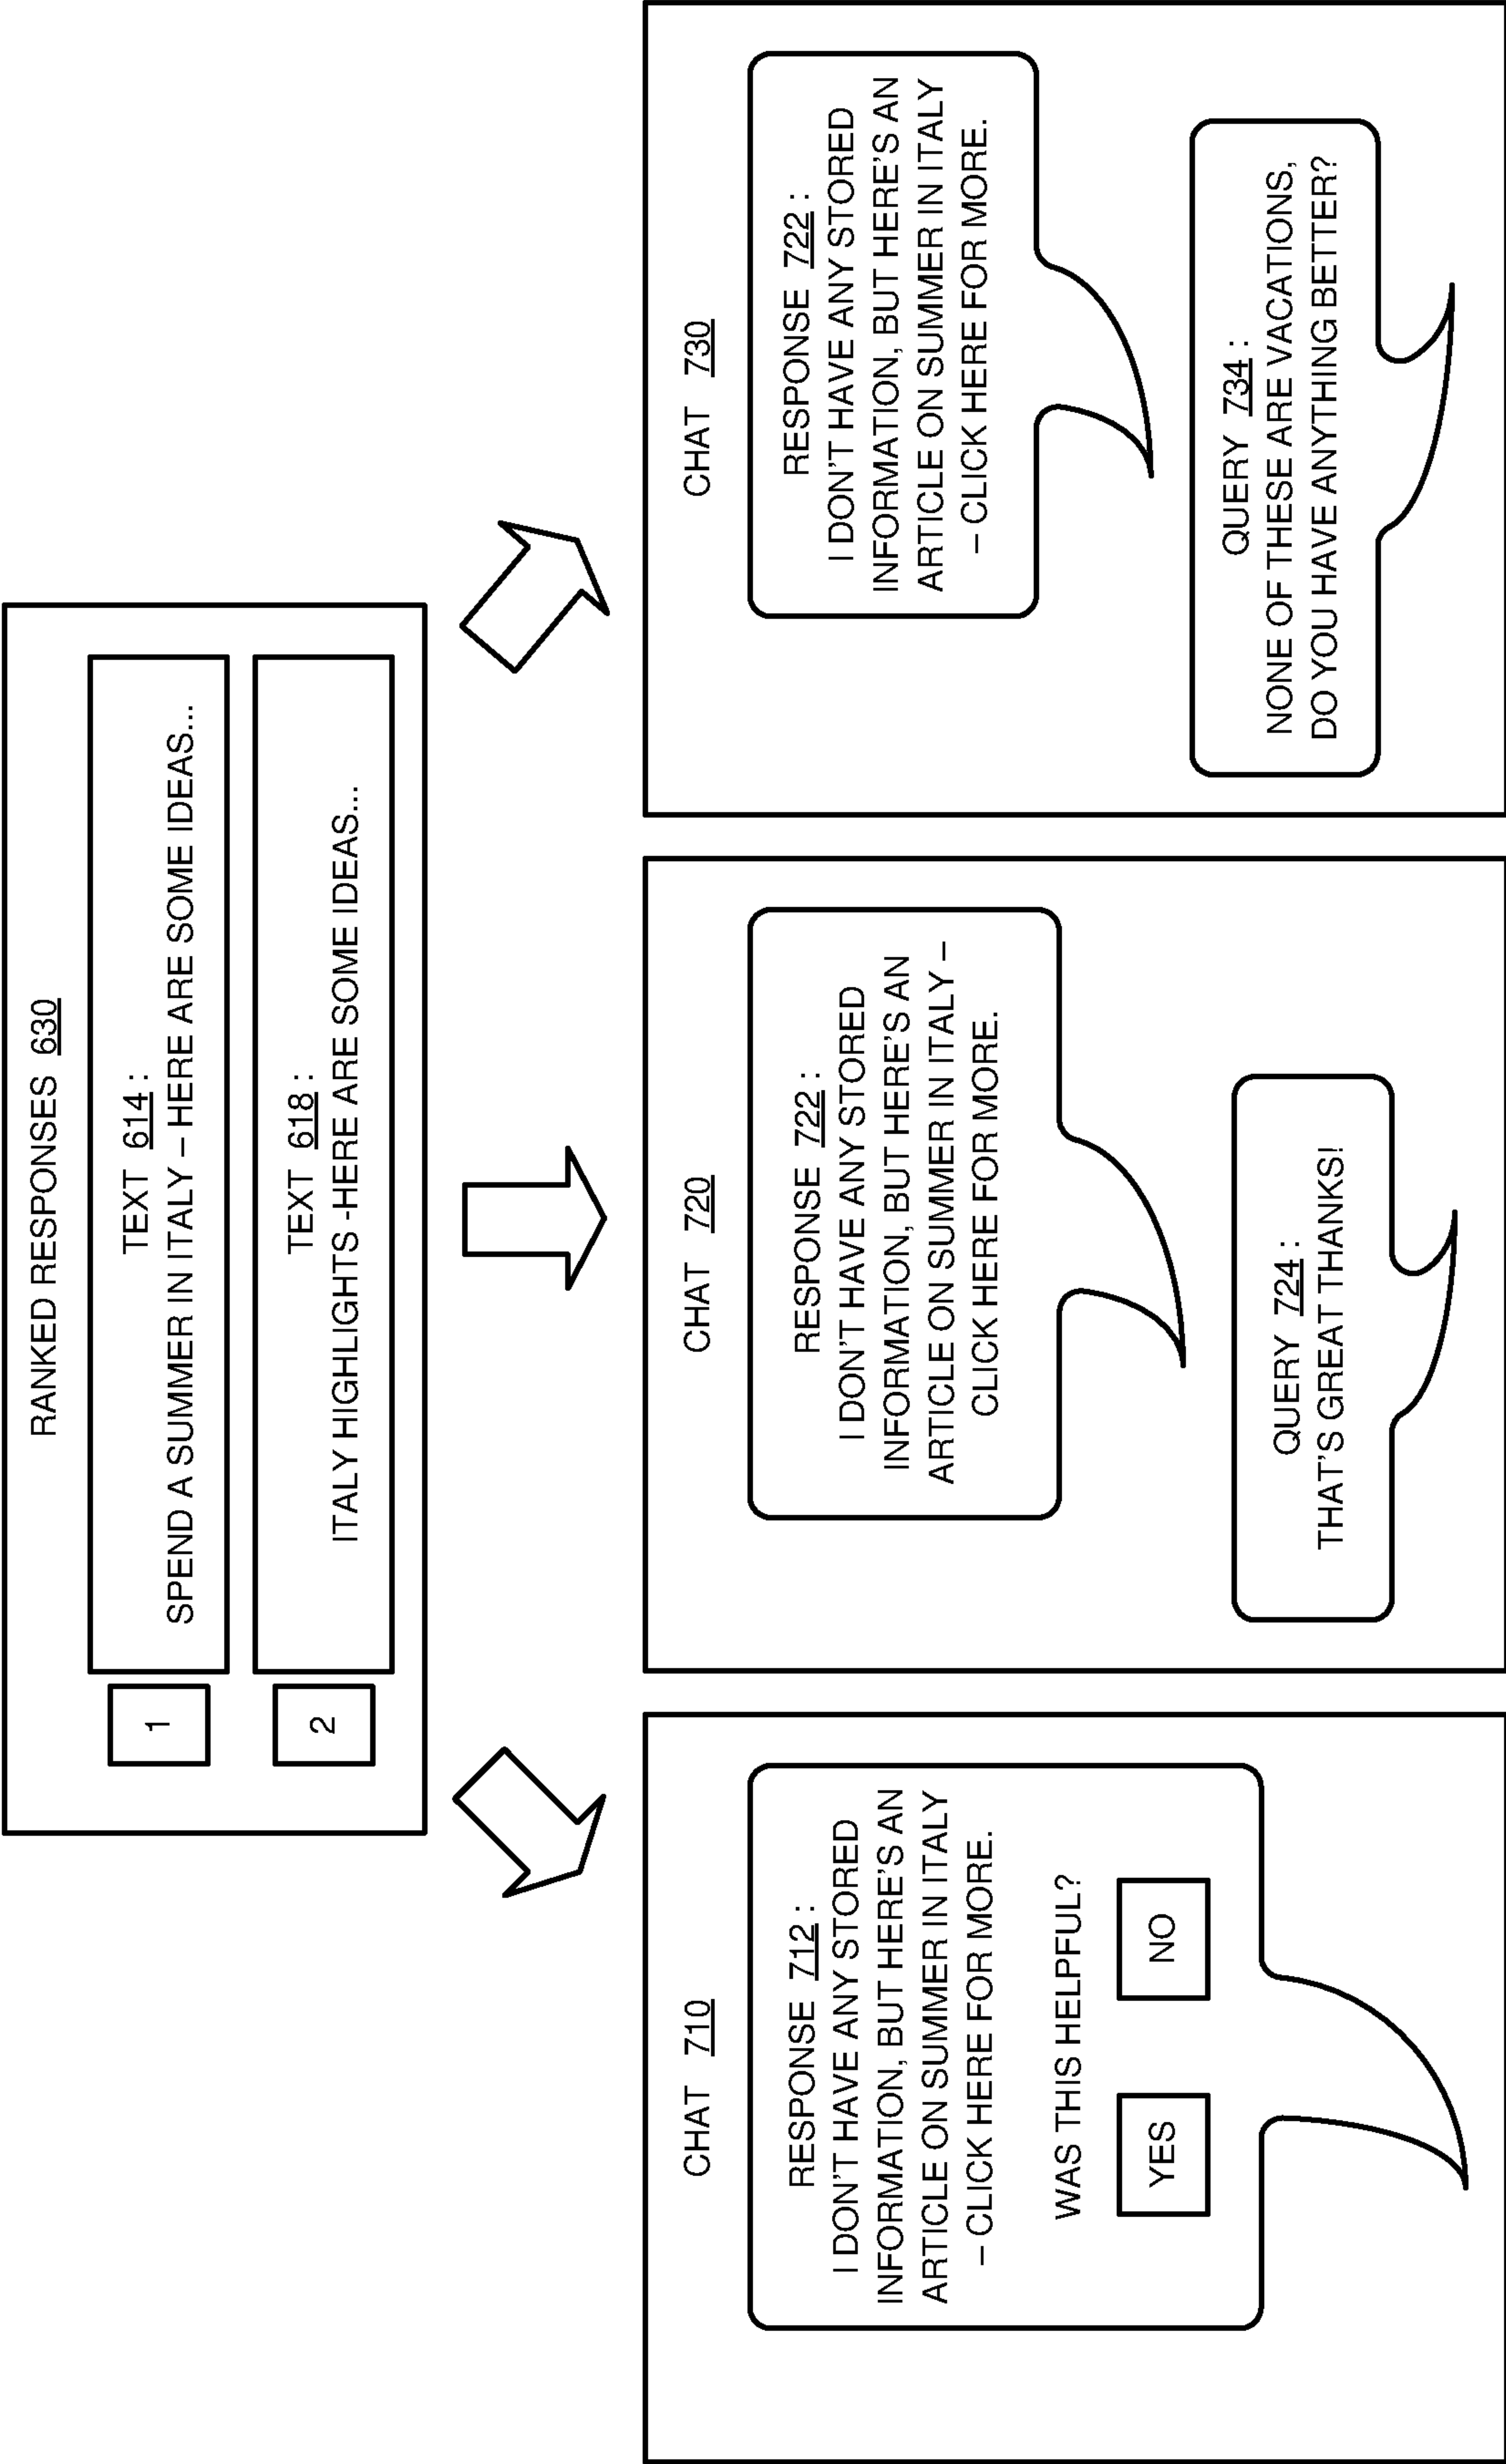 RANKED RESPONSES 630
1
TEXT 614 :
SPEND A SUMMER IN ITALY – HERE ARE SOME IDEAS...
2
TEXT 618 :
ITALY HIGHLIGHTS -HERE ARE SOME IDEAS...
CHAT 710
RESPONSE 712 :
I DON'T HAVE ANY STORED
INFORMATION, BUT HERE'S AN
ARTICLE ON SUMMER IN ITALY
– CLICK HERE FOR MORE.
WAS THIS HELPFUL?
YES
NO
CHAT 720
RESPONSE 722 :
I DON'T HAVE ANY STORED
INFORMATION, BUT HERE'S AN
ARTICLE ON SUMMER IN ITALY –
CLICK HERE FOR MORE.
QUERY 724 :
THAT'S GREAT THANKS!
CHAT 730
RESPONSE 722 :
I DON'T HAVE ANY STORED
INFORMATION, BUT HERE'S AN
ARTICLE ON SUMMER IN ITALY
– CLICK HERE FOR MORE.
QUERY 734 :
NONE OF THESE ARE VACATIONS,
DO YOU HAVE ANYTHING BETTER?